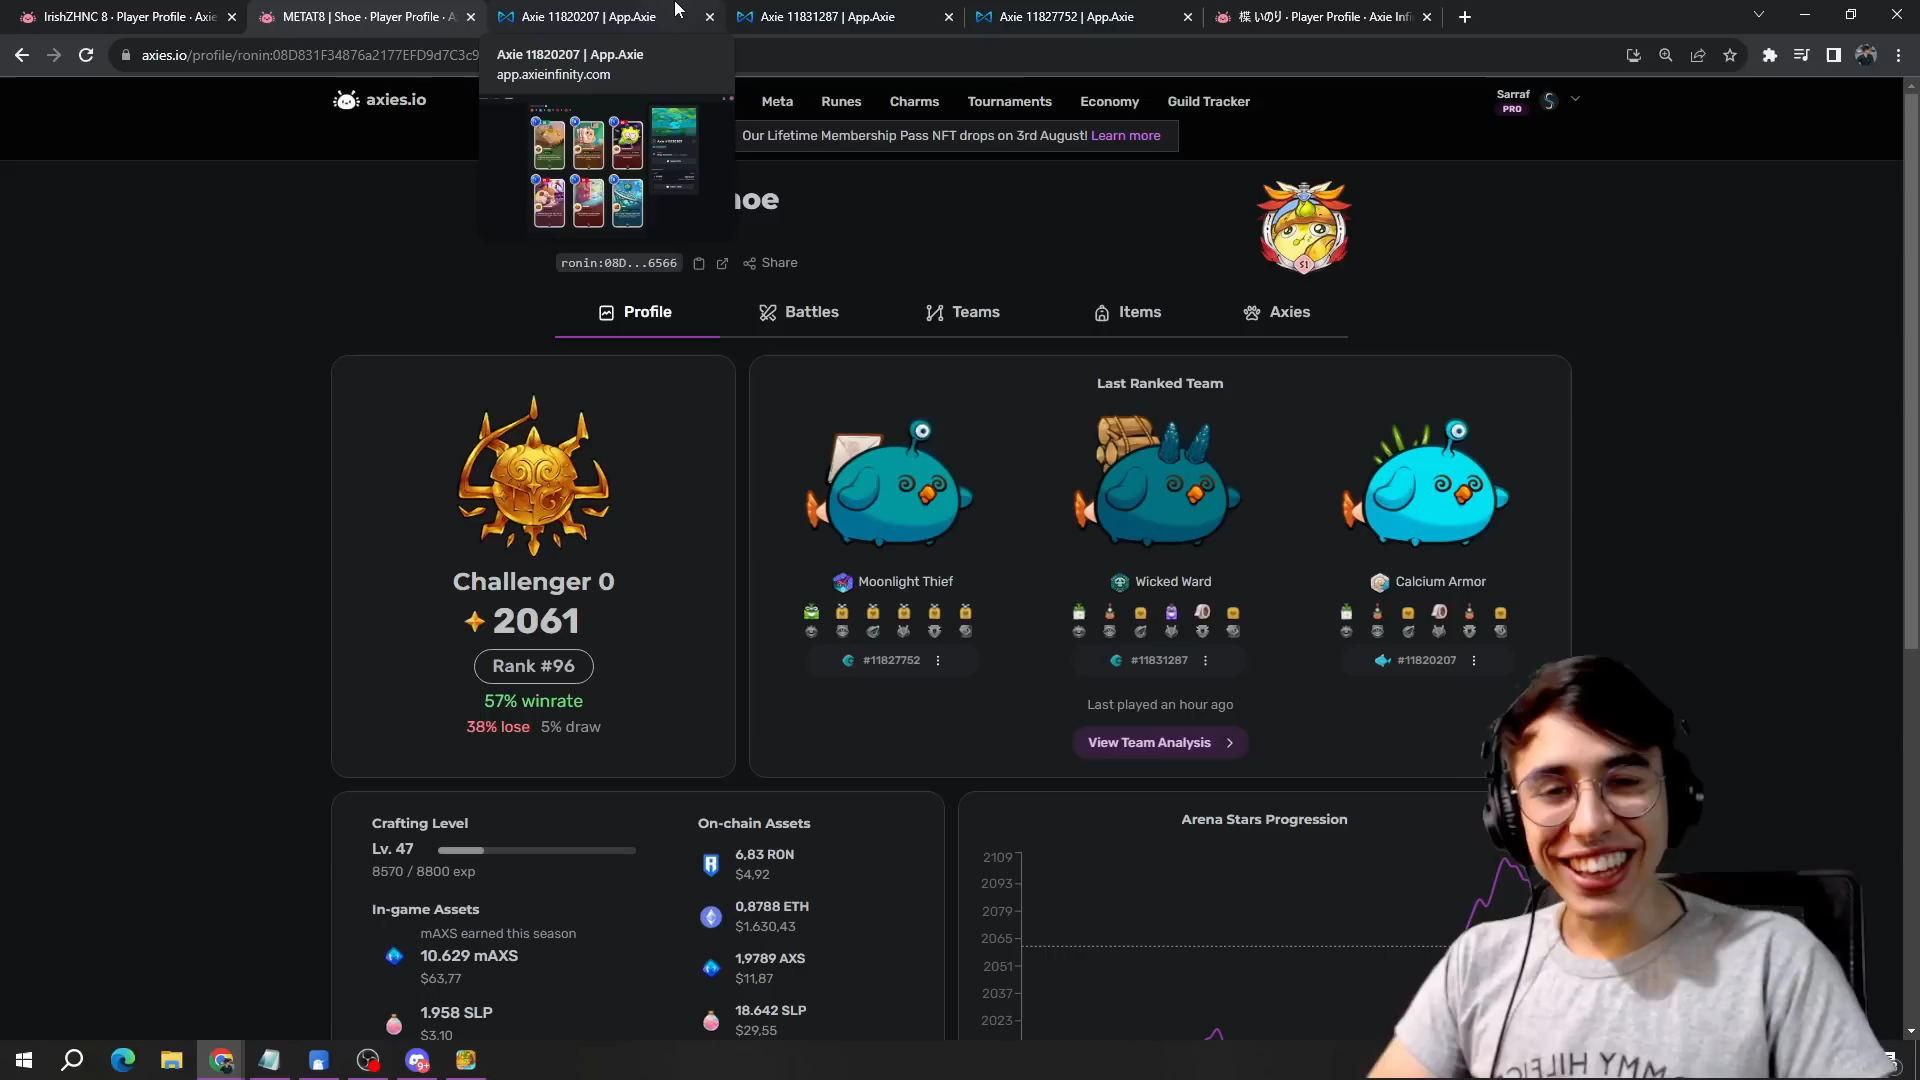 IrishZHNC 8 · Player Profile · Axie
METAT8 | Shoe · Player Profile · A
Axie 11820207 | App.Axie
Axie 11831287 | App.Axie
Axie 11827752 | App.Axie
いのり · Player Profile · Axie Infi
axies.io/profile/ronin:08D831F34876a2177EFD9d7C3c9
Axie 11820207 | App.Axie
app.axieinfinity.com
axies.io
Meta
Runes
Charms
Tournaments
Economy
Guild Tracker
Sarraf
PRO
Our Lifetime Membership Pass NFT drops on 3rd August! Learn more
hoe
S1
ronin:08D...6566
Share
Profile
Battles
Teams
Items
Axies
Challenger 0
2061
Rank #96
57% winrate
38% lose 5% draw
Last Ranked Team
Moonlight Thief
Wicked Ward
Calcium Armor
#11827752
#11831287
#11820207
Last played an hour ago
View Team Analysis
Crafting Level
Lv. 47
8570 / 8800 exp
In-game Assets
mAXS earned this season
10.629 mAXS
$63,77
1.958 SLP
$3,10
On-chain Assets
6,83 RON
$4,92
0,8788 ETH
$1.630,43
1,9789 AXS
$11,87
18.642 SLP
$29,55
Arena Stars Progression
2109
2093
2079
2065
2051
2037
2023
9+